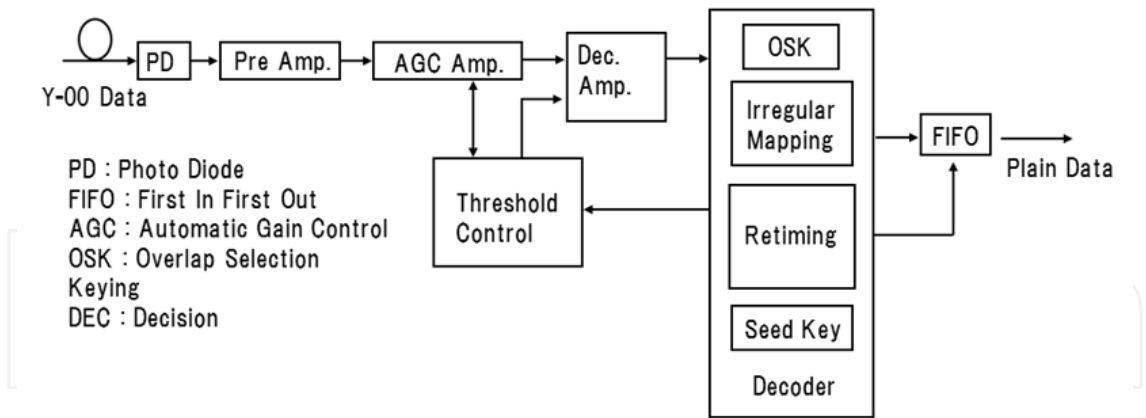 Y-00 Data
PD
Pre Amp.
AGC Amp.
Dec.
Amp.
Threshold
Control
OSK
Irregular
Mapping
Retiming
Seed Key
Decoder
FIFO
Plain Data
PD : Photo Diode
FIFO : First In First Out
AGC : Automatic Gain Control
OSK : Overlap Selection
Keying
DEC : Decision